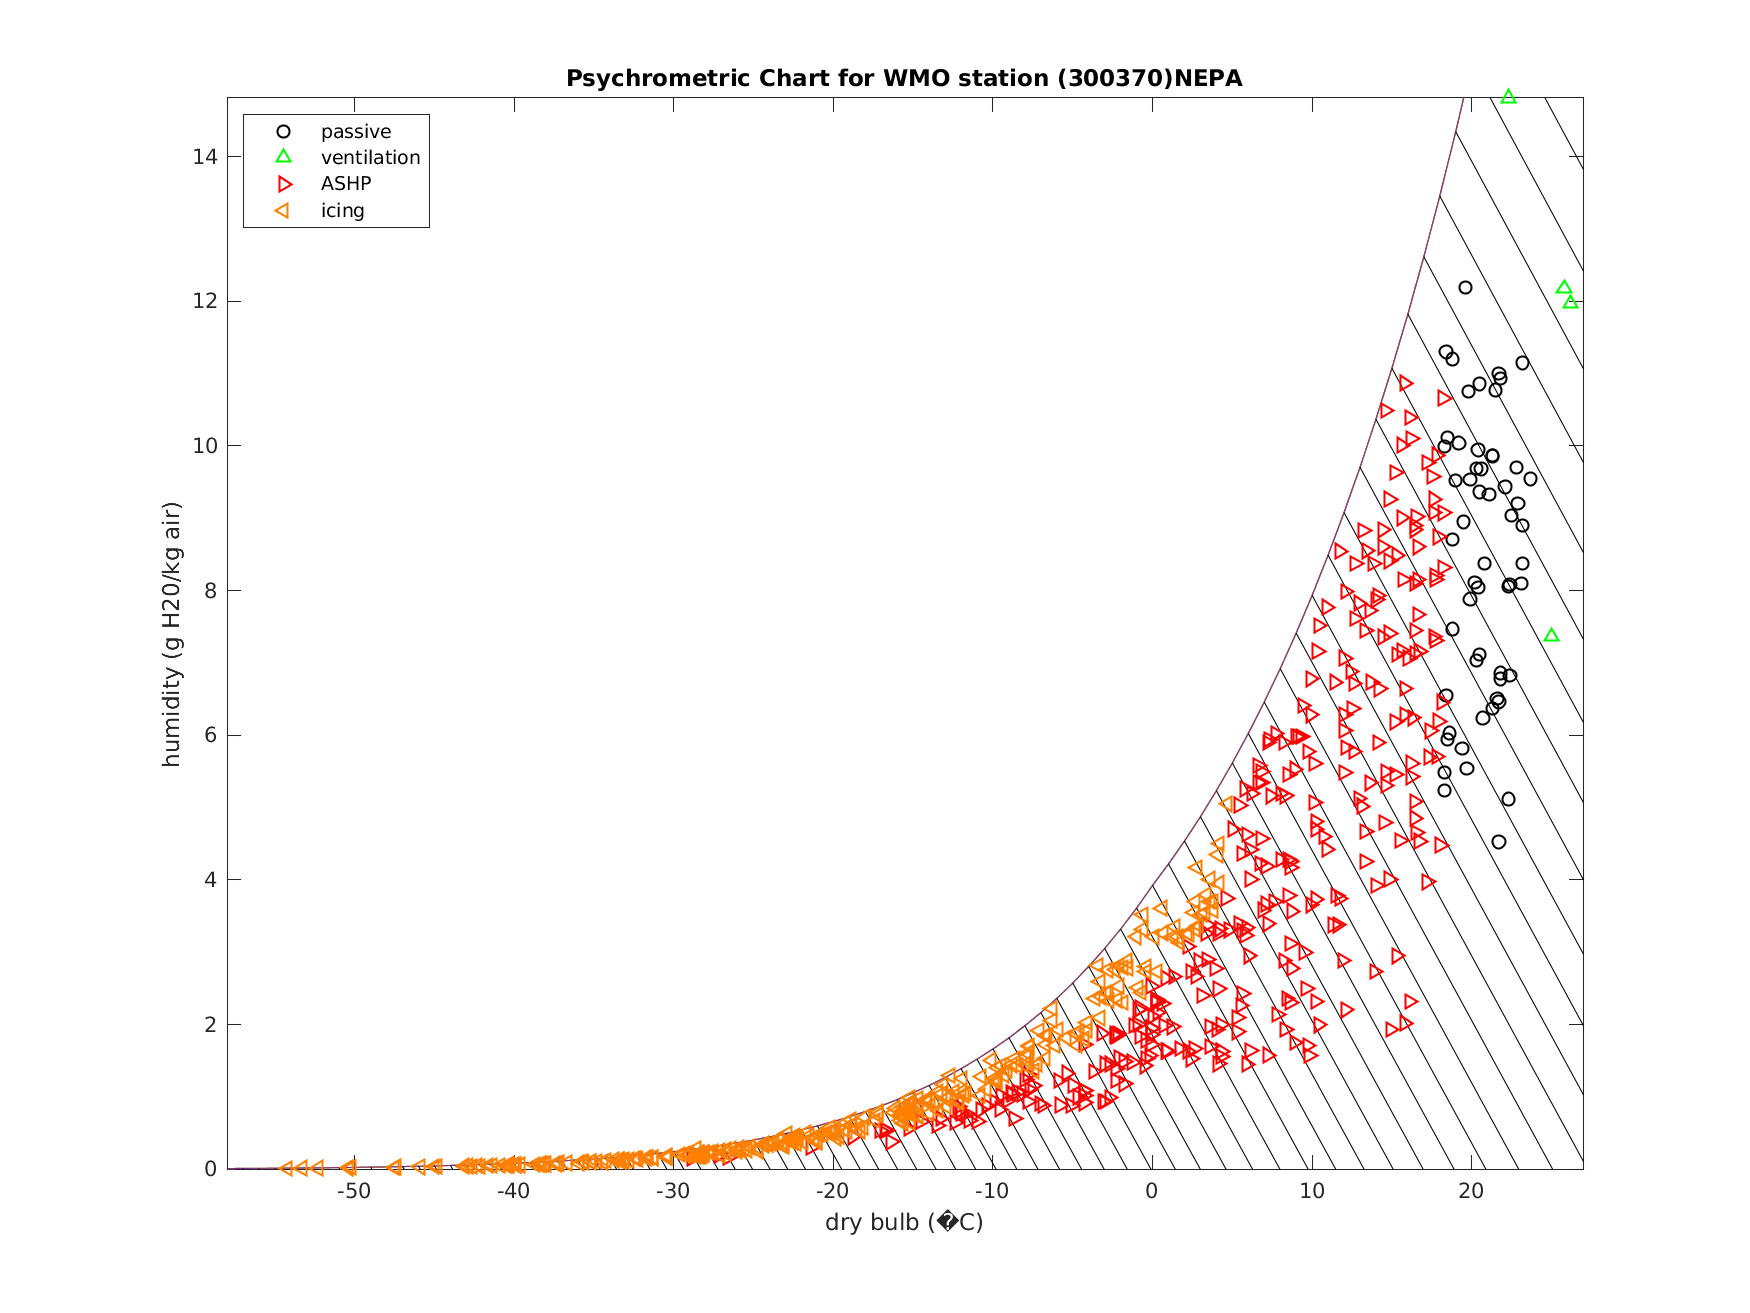 Psychrometric Chart for WMO station (300370)NEPA
passive
ventilation
ASHP
icing
humidity (g H20/kg air)
14
12
10
8
6
4
2
0
-50 -40 -30 -20 -10 0 10 20
dry bulb (�C)